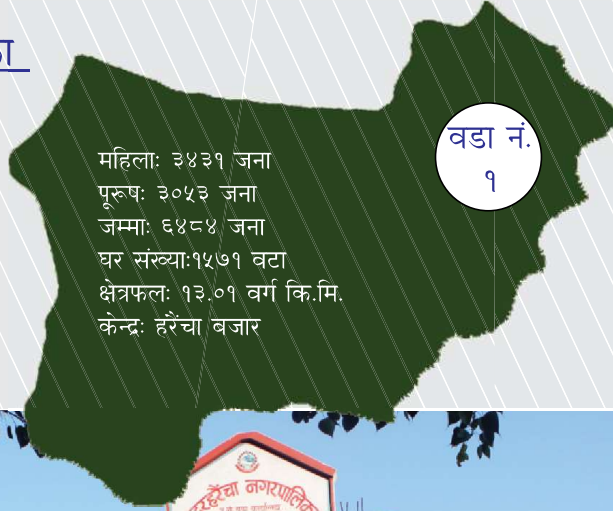 महिलाः ३४३१ जना
पूरूषः ३०५३ जना
जम्माः ६४८४ जना
घर संख्याः१५७१ वटा
क्षेत्रफलः १३.०१ वर्ग कि.मि.
केन्द्रः हरैंचा बजार
वडा नं.
१
नगरपालिका